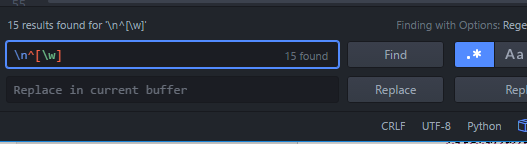 55
15 results found for '\n^[\w]'
Finding with Options: Rege
\n^[\w]
15 found
Find
.*
Aa
Replace in current buffer
Replace
Repl
CRLF
UTF-8
Python